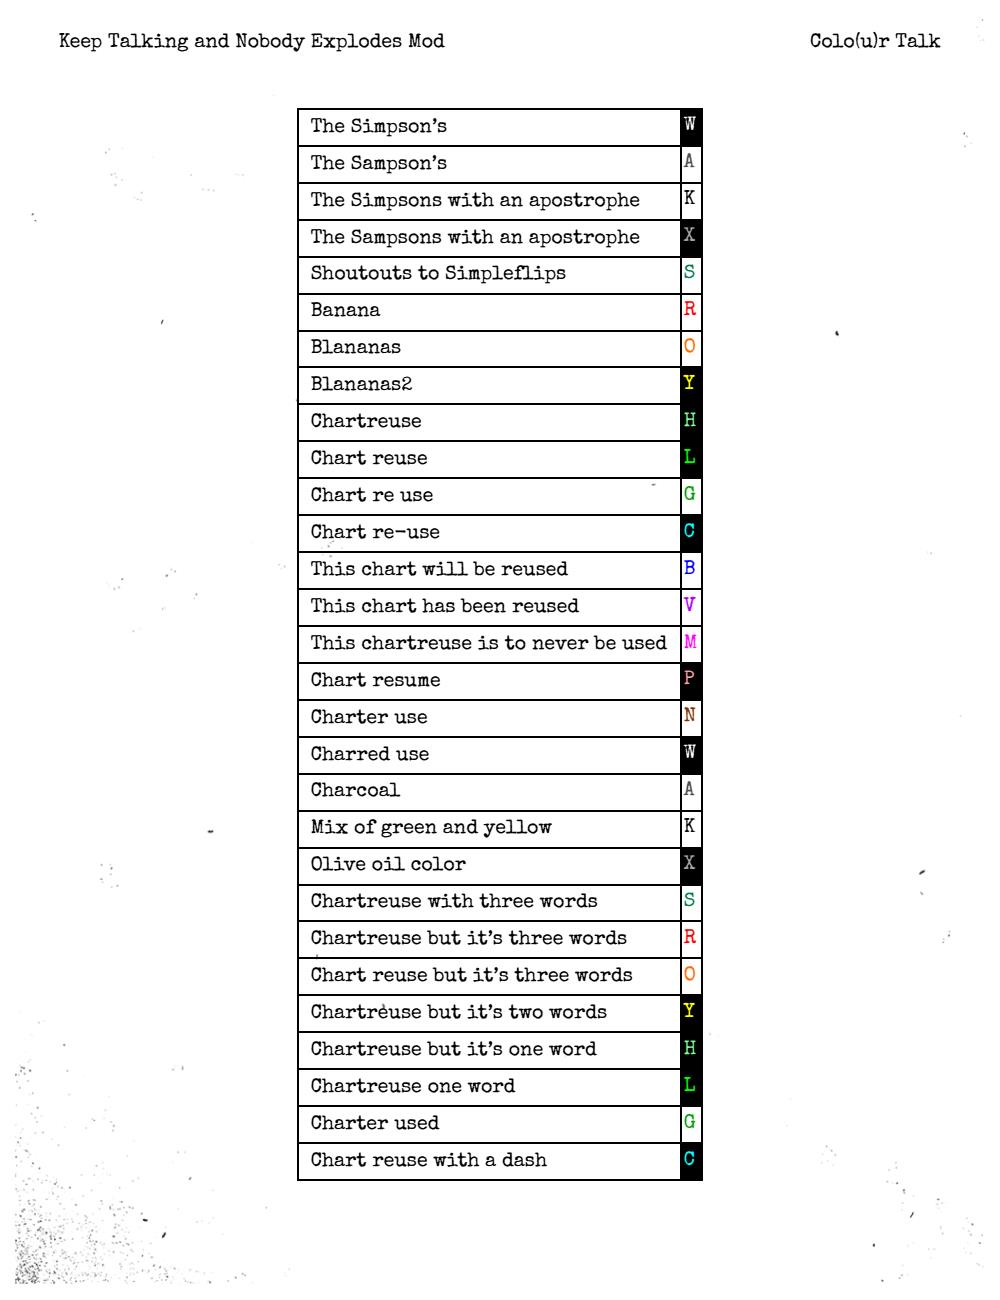 Keep Talking and Nobody Explodes Mod Colo(u)r Talk
The Simpson's W
The Sampson's A
The Simpsons with an apostrophe K
The Sampsons with an apostrophe X
Shoutouts to Simpleflips S
Banana R
Blananas O
Blananas2 Y
Chartreuse H
Chart reuse L
Chart re use G
Chart re-use C
This chart will be reused B
This chart has been reused V
This chartreuse is to never be used M
Chart resume P
Charter use N
Charred use W
Charcoal A
Mix of green and yellow K
Olive oil color X
Chartreuse with three words S
Chartreuse but it's three words R
Chart reuse but it's three words O
Chartreuse but it's two words Y
Chartreuse but it's one word H
Chartreuse one word L
Charter used G
Chart reuse with a dash C